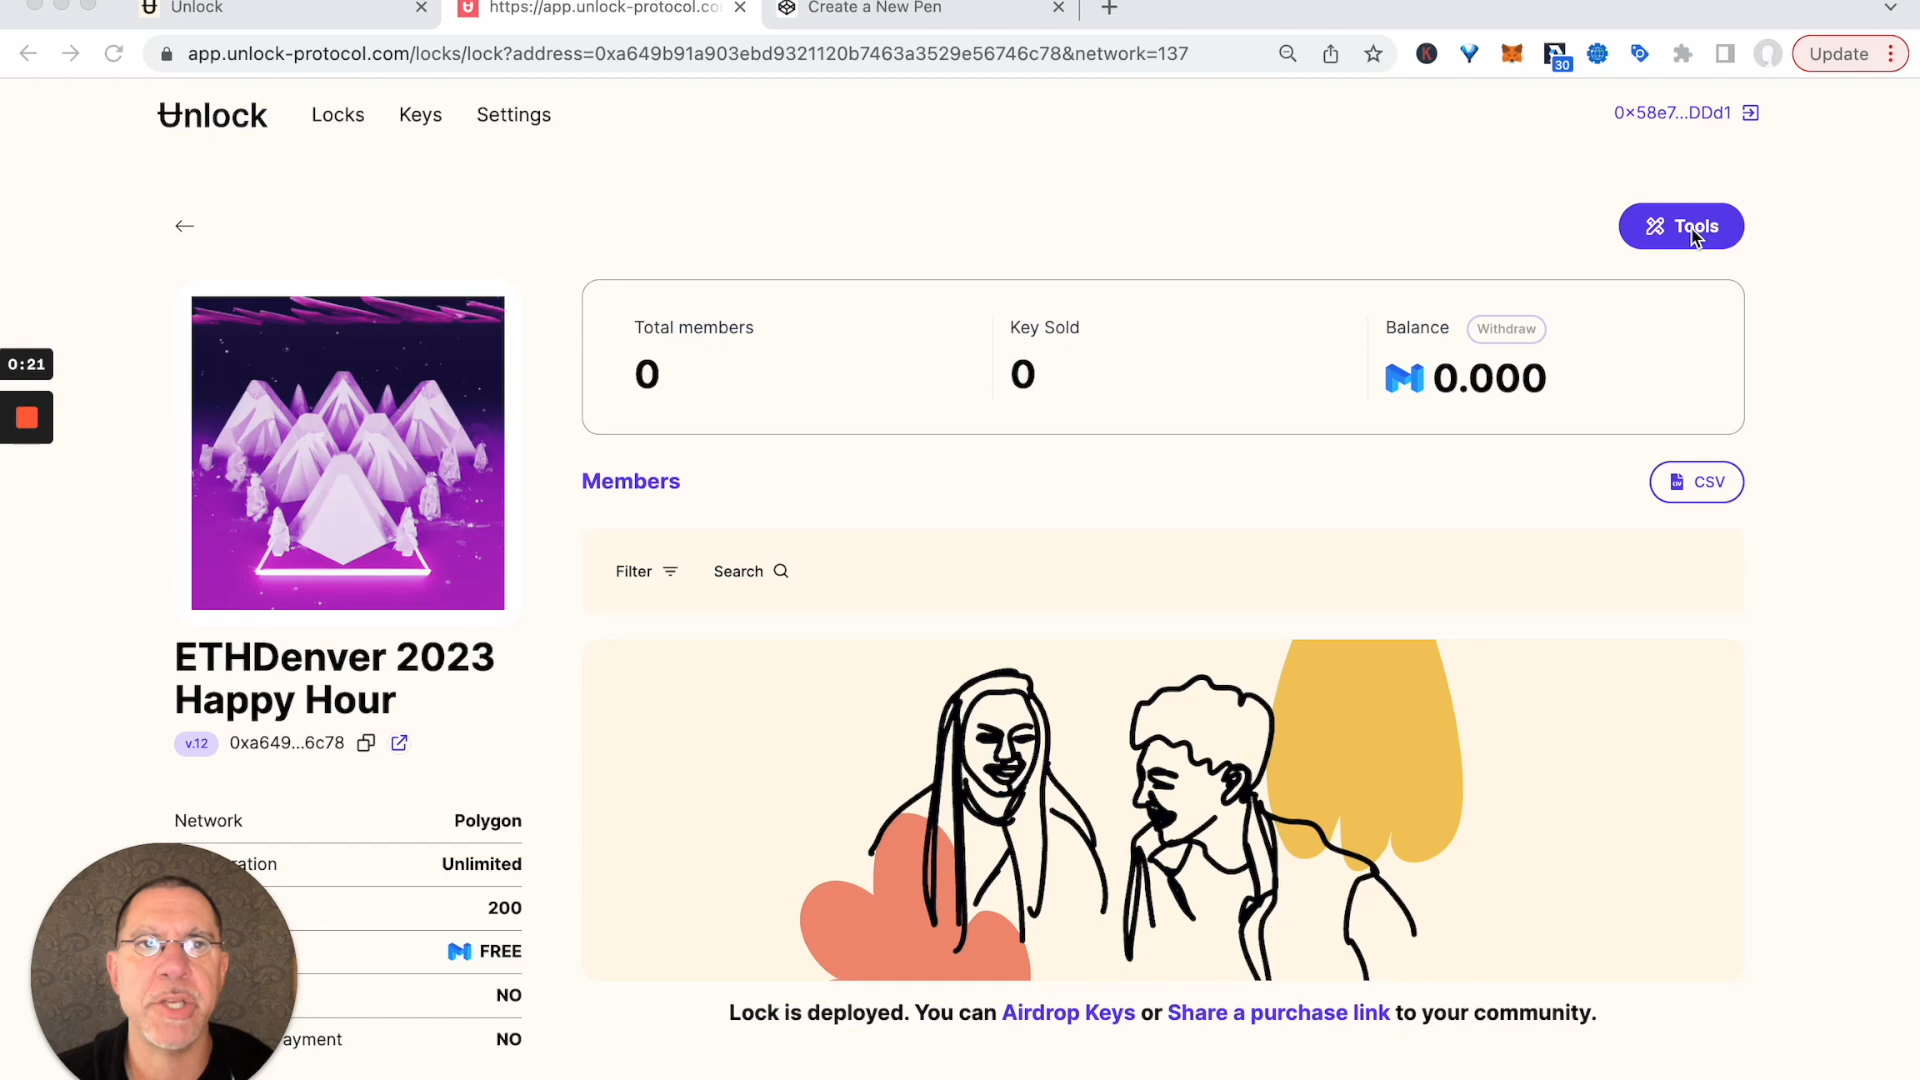 Unlock
https://app.unlock-protocol.co
Create a New Pen
app.unlock-protocol.com/locks/lock?address=0xa649b91a903ebd9321120b7463a3529e56746c78&network=137
30
Update
Unlock
Locks
Keys
Settings
0x58e7...DDd1
Tools
0:21
Total members
0
Key Sold
0
Balance
Withdraw
0.000
Members
CSV
Filter
Search
ETHDenver 2023
Happy Hour
v.12
0xa649...6c78
Network
Polygon
ration
Unlimited
200
FREE
NO
ayment
NO
Lock is deployed. You can Airdrop Keys or Share a purchase link to your community.